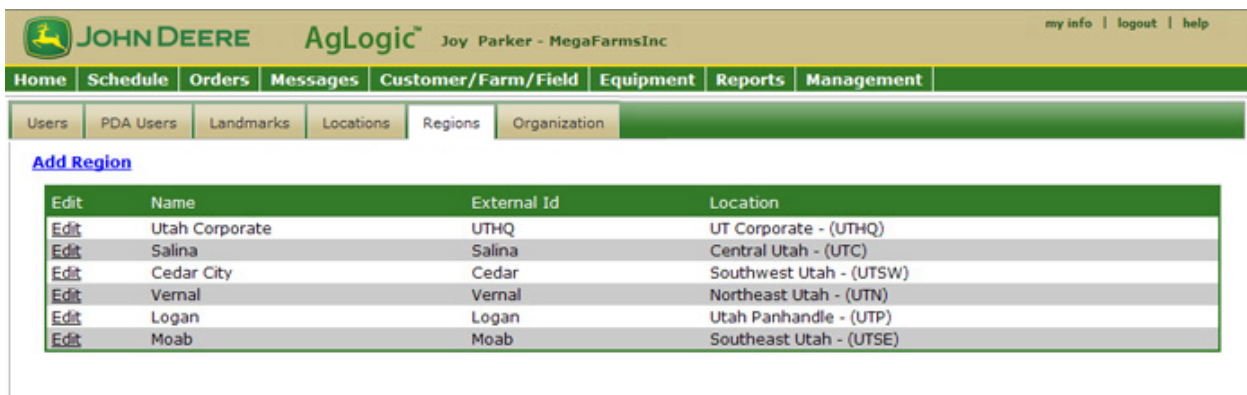 my info | logout | help
JOHN DEERE AgLogic™ Joy Parker - MegaFarmsInc
Home Schedule Orders Messages Customer/Farm/Field Equipment Reports Management
Users PDA Users Landmarks Locations Regions Organization
Add Region
Edit Name External Id Location
Edit Utah Corporate UTHQ UT Corporate - (UTHQ)
Edit Salina Salina Central Utah - (UTC)
Edit Cedar City Cedar Southwest Utah - (UTSW)
Edit Vernal Vernal Northeast Utah - (UTN)
Edit Logan Logan Utah Panhandle - (UTP)
Edit Moab Moab Southeast Utah - (UTSE)